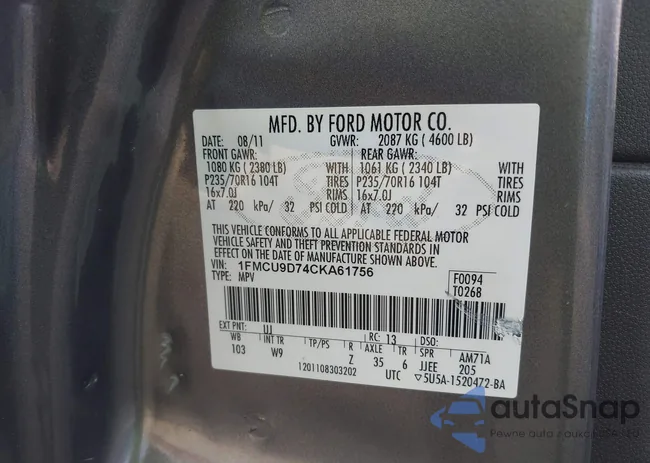 MFD. BY FORD MOTOR CO.
DATE: 08/11 GVWR: 2087 KG ( 4600 LB)
FRONT GAWR: REAR GAWR:
1080 KG ( 2380 LB) WITH 1061 KG ( 2340 LB) WITH
P235/70R16 104T TIRES P235/70R16 104T TIRES
16x7.0J RIMS 16x7.0J RIMS
AT 220 kPa/ 32 PSI COLD AT 220 kPa/ 32 PSI COLD
THIS VEHICLE CONFORMS TO ALL APPLICABLE FEDERAL MOTOR
VEHICLE SAFETY AND THEFT PREVENTION STANDARDS IN
EFFECT ON THE DATE OF MANUFACTURE SHOWN ABOVE.
VIN: 1FMCU9D74CKA61756 F0094
TYPE: MPV T0268
EXT PNT: UJ RC: 13 DSO:
WB INT TR TP/PS R AXLE TR SPR AM71A
103 W9 Z 35 6 JJEE 205
1201108303202 UTC ▽5U5A-1520472-BA
autaSnap
Pewne auta z aukcji USA